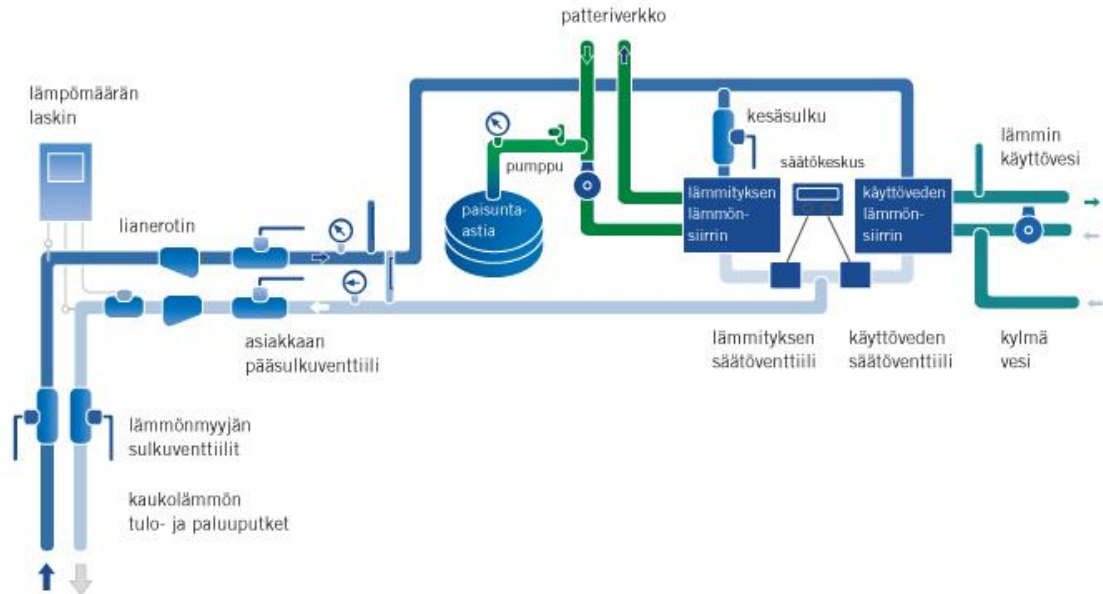 patteriverkko
lämpömäärän
laskin
kesäsulku
lämmin
käyttövesi
säätökeskus
pumppu
lianerotin
paisunta-
astia
lämmityksen
lämmön-
siirrin
käyttöveden
lämmön-
siirrin
asiakkaan
pääsulkuventtiili
lämmityksen
säätöventtiili
käyttöveden
säätöventtiili
kylmä
vesi
lämmönmyyjän
sulkuventtiilit
kaukolämmön
tulo- ja paluuputket